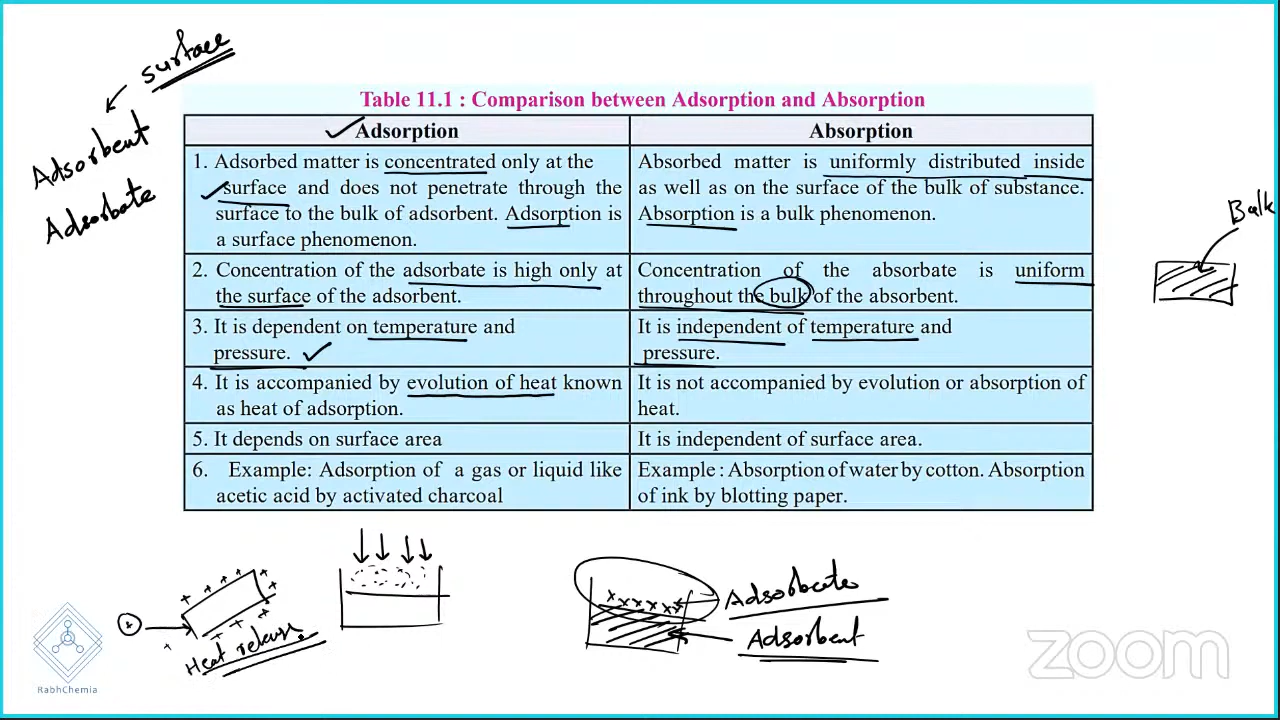 surface
Adsorbent
Adsorbate
Table 11.1 : Comparison between Adsorption and Absorption
Adsorption
Absorption
1. Adsorbed matter is concentrated only at the
surface and does not penetrate through the
surface to the bulk of adsorbent. Adsorption is
a surface phenomenon.
Absorbed matter is uniformly distributed inside
as well as on the surface of the bulk of substance.
Absorption is a bulk phenomenon.
2. Concentration of the adsorbate is high only at
the surface of the adsorbent.
Concentration of the absorbate is uniform
throughout the bulk of the absorbent.
3. It is dependent on temperature and
pressure.
It is independent of temperature and
pressure.
4. It is accompanied by evolution of heat known
as heat of adsorption.
It is not accompanied by evolution or absorption of
heat.
5. It depends on surface area
It is independent of surface area.
6. Example: Adsorption of a gas or liquid like
acetic acid by activated charcoal
Example : Absorption of water by cotton. Absorption
of ink by blotting paper.
Bulk
Heat release.
Adsorbate
Adsorbent
RabhChemia
zoom